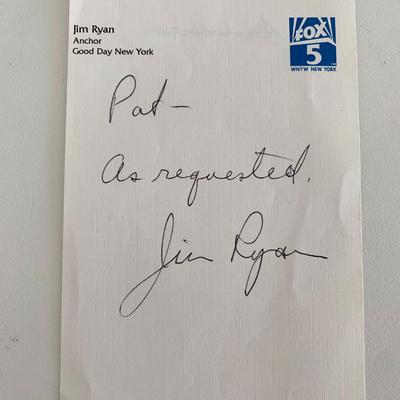 Jim Ryan
Anchor
Good Day New York
FOX
5
WNYW NEW YORK
Pat-
As requested.
Jim Ryan